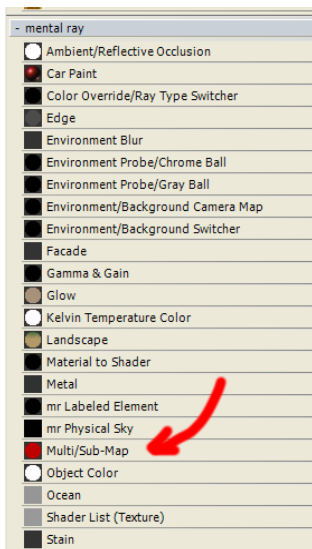 - mental ray
Ambient/Reflective Occlusion
Car Paint
Color Override/Ray Type Switcher
Edge
Environment Blur
Environment Probe/Chrome Ball
Environment Probe/Gray Ball
Environment/Background Camera Map
Environment/Background Switcher
Facade
Gamma & Gain
Glow
Kelvin Temperature Color
Landscape
Material to Shader
Metal
mr Labeled Element
mr Physical Sky
Multi/Sub-Map
Object Color
Ocean
Shader List (Texture)
Stain